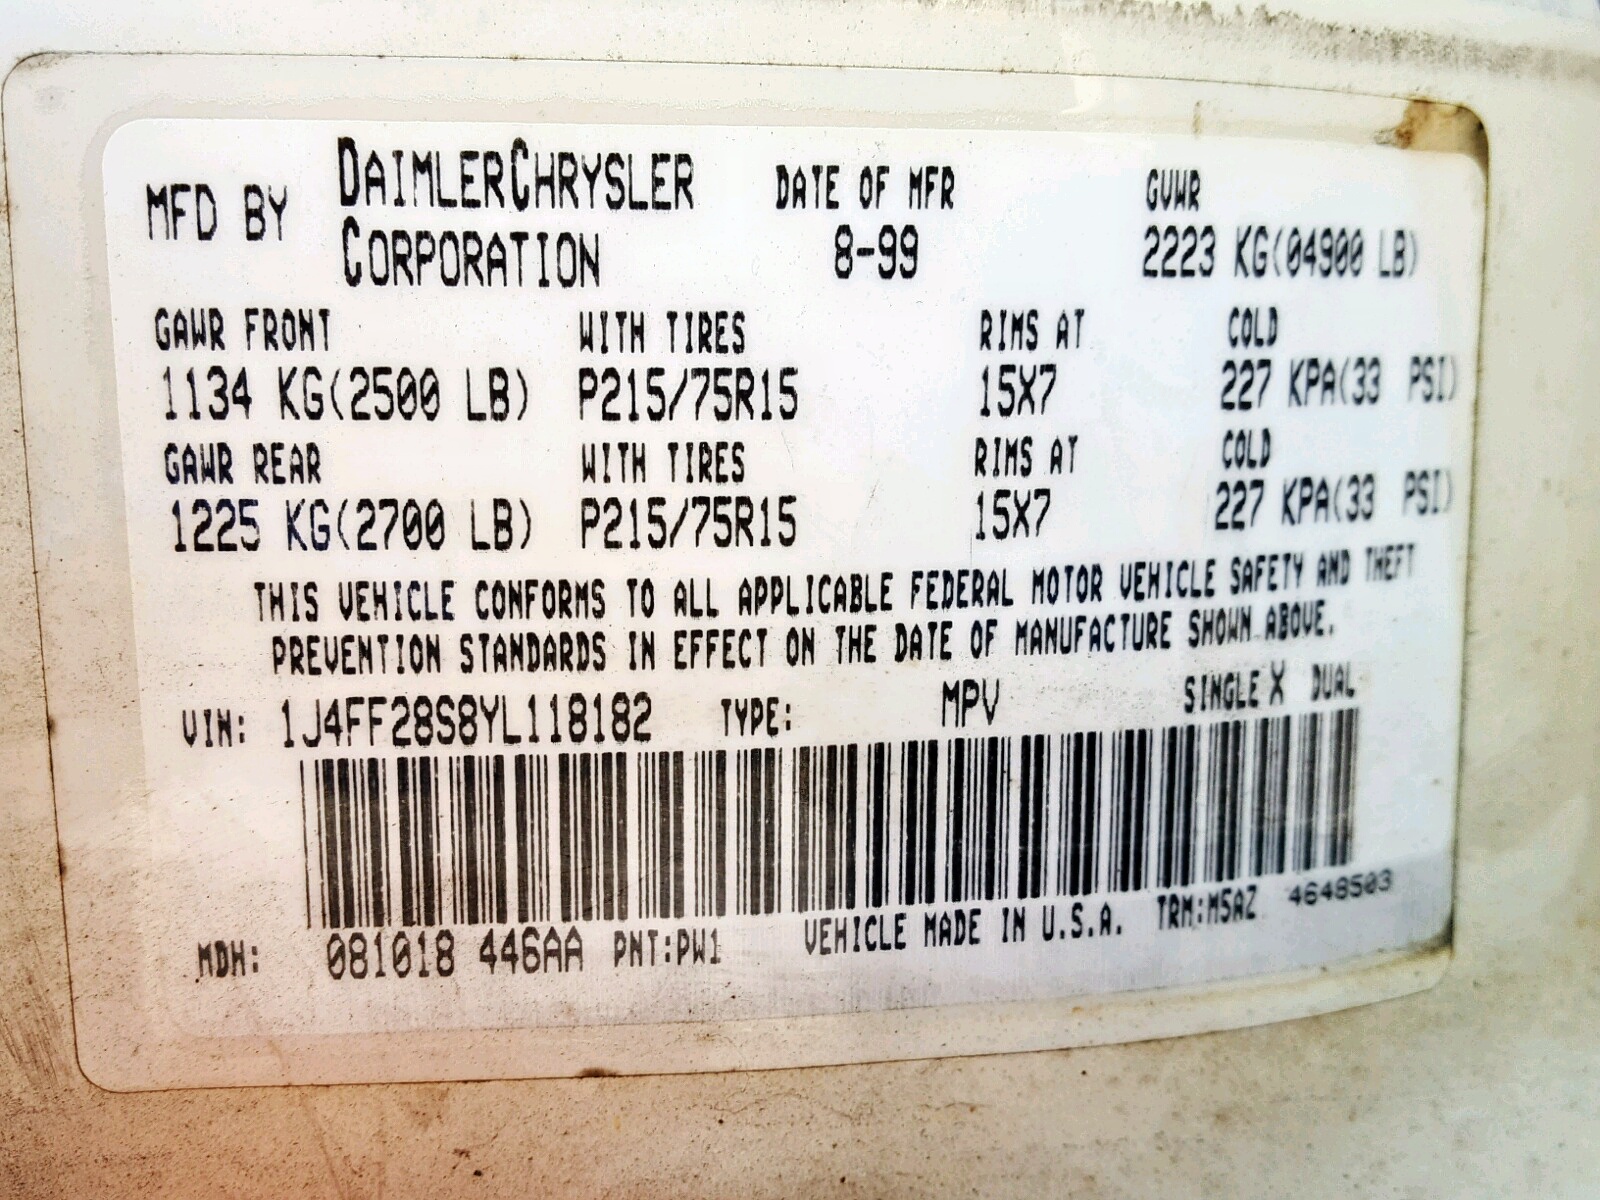 MFD BY DAIMLERCHRYSLER CORPORATION DATE OF MFR 8-99 GVWR 2223 KG(04900 LB)
GAWR FRONT WITH TIRES RIMS AT COLD
1134 KG(2500 LB) P215/75R15 15X7 227 KPA(33 PSI)
GAWR REAR WITH TIRES RIMS AT COLD
1225 KG(2700 LB) P215/75R15 15X7 227 KPA(33 PSI)
THIS VEHICLE CONFORMS TO ALL APPLICABLE FEDERAL MOTOR VEHICLE SAFETY AND THEFT
PREVENTION STANDARDS IN EFFECT ON THE DATE OF MANUFACTURE SHOWN ABOVE.
VIN: 1J4FF28S8YL118182 TYPE: MPV SINGLE X DUAL
MDH: 081018 446AA PNT:PW1 VEHICLE MADE IN U.S.A. TRM:M5AZ 4648503